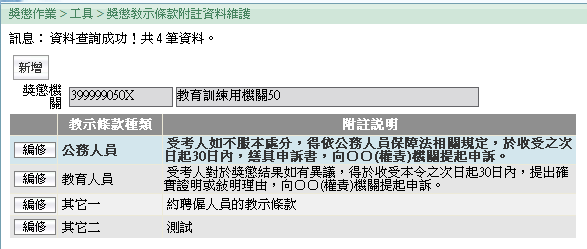 獎懲作業 > 工具 > 獎懲教示條款附註資料維護
訊息： 資料查詢成功！共 4 筆資料。
新增
獎懲機關 399999050X 教育訓練用機關50
教示條款種類 附註説明
編修 公務人員 受考人如不服本處分，得依公務人員保障法相關規定，於收受之次
日起30日內，繕具申訴書，向○○(權責)機關提起申訴。
編修 教育人員 受考人對於獎懲結果如有異議，得於收受本令之次日起30日內，提出確
實證明或敘明理由，向○○(權責)機關提起申訴。
編修 其它一 約聘僱人員的教示條款
編修 其它二 測試